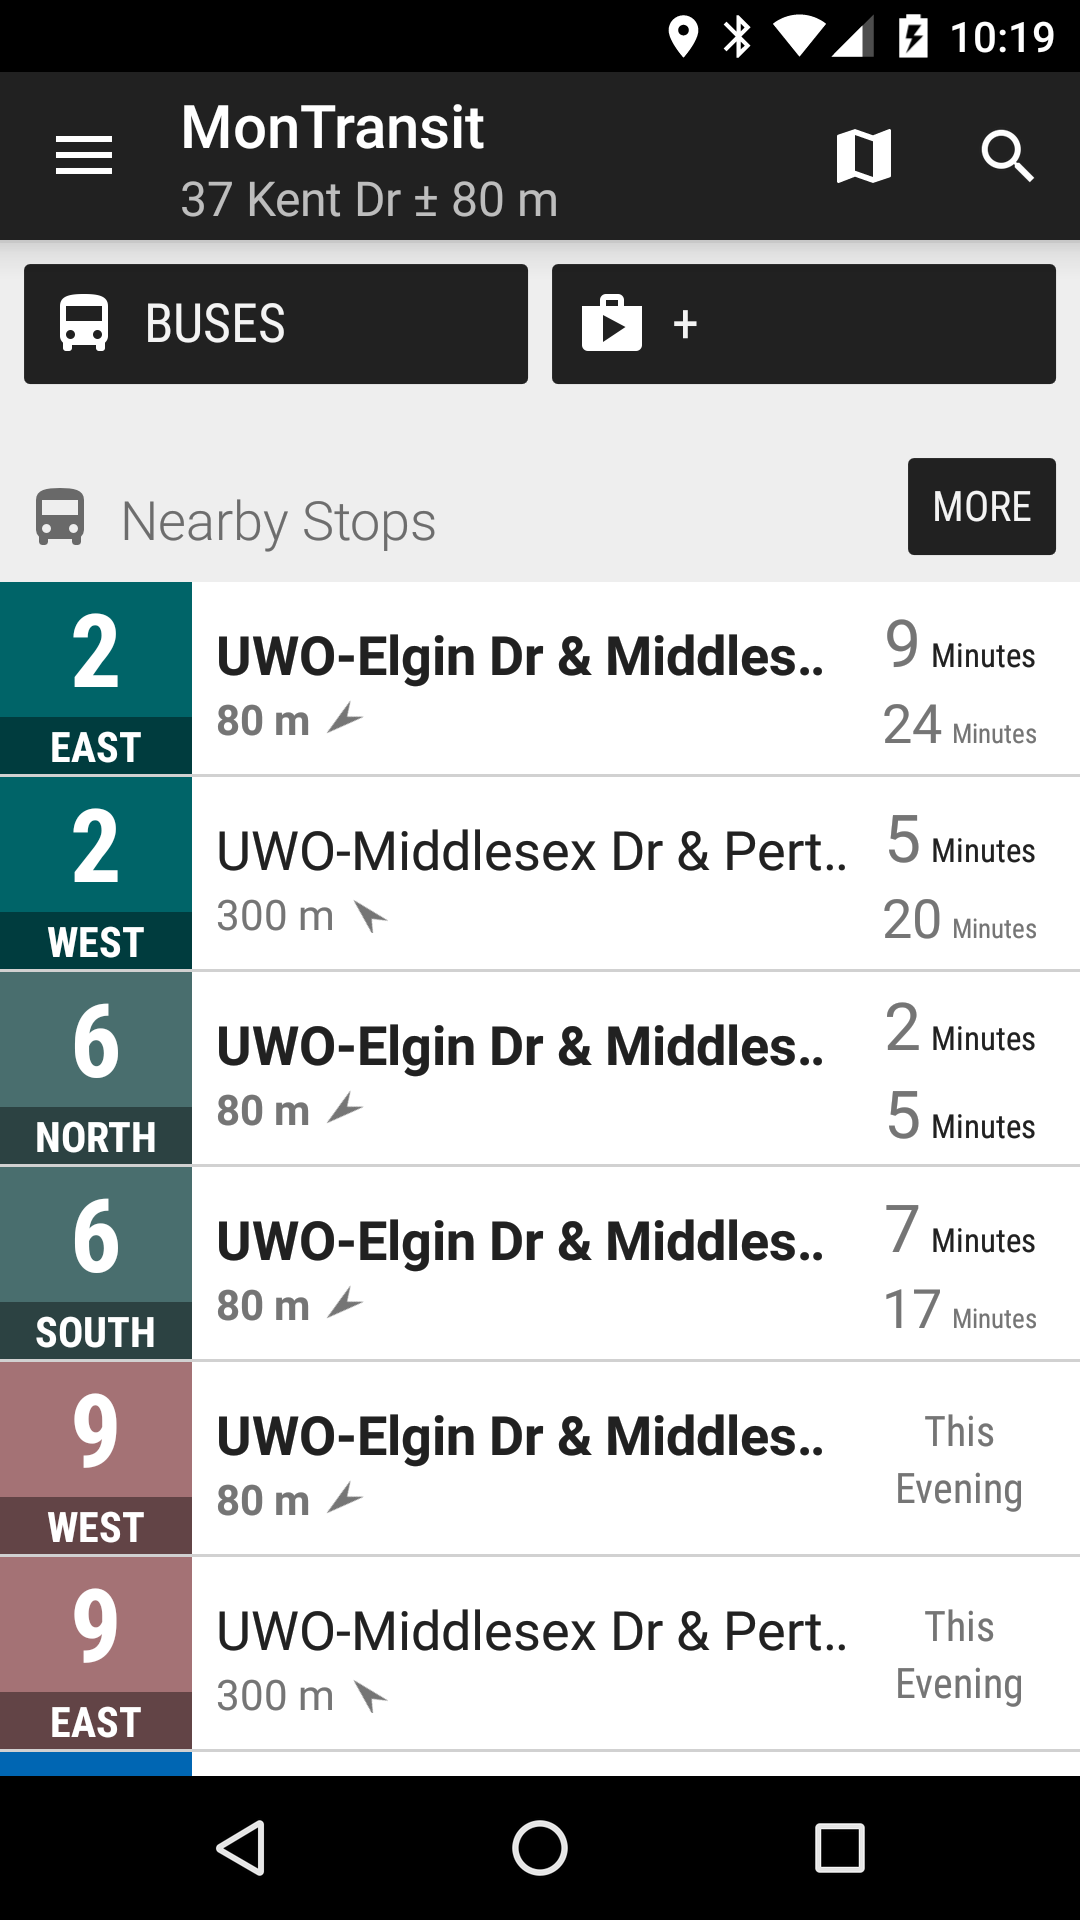 10:19
MonTransit
37 Kent Dr ± 80 m
BUSES
+
Nearby Stops
MORE
2
EAST
UWO-Elgin Dr & Middles..
80 m
9 Minutes
24 Minutes
2
WEST
UWO-Middlesex Dr & Pert..
300 m
5 Minutes
20 Minutes
6
NORTH
UWO-Elgin Dr & Middles..
80 m
2 Minutes
5 Minutes
6
SOUTH
UWO-Elgin Dr & Middles..
80 m
7 Minutes
17 Minutes
9
WEST
UWO-Elgin Dr & Middles..
80 m
This
Evening
9
EAST
UWO-Middlesex Dr & Pert..
300 m
This
Evening